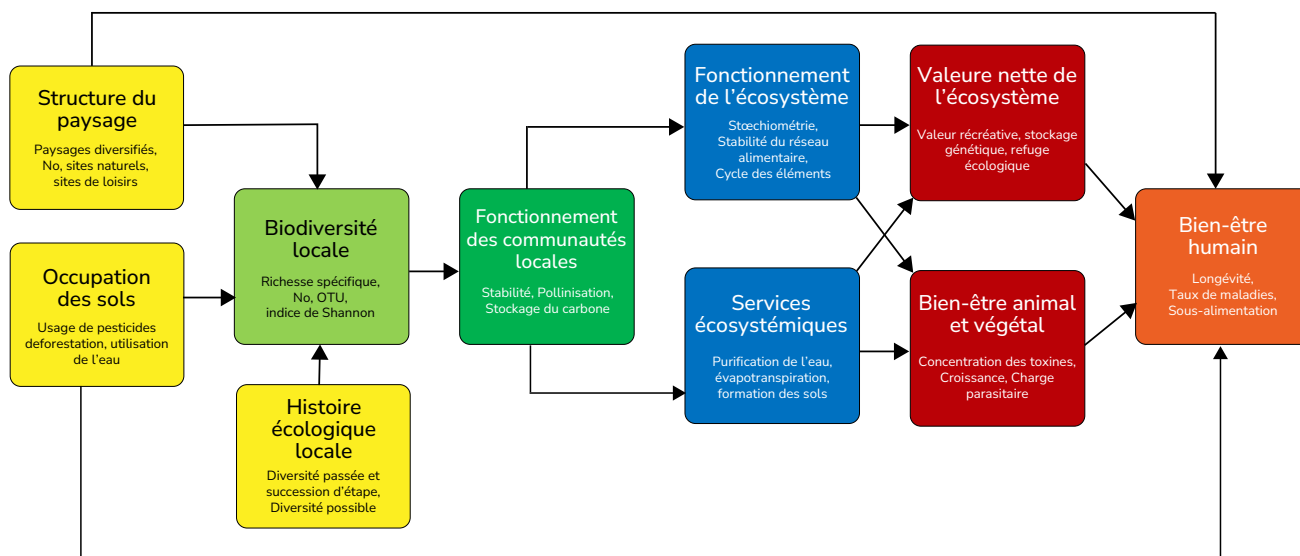 Structure du
paysage
Paysages diversifiés,
No, sites naturels,
sites de loisirs
Occupation
des sols
Usage de pesticides
deforestation, utilisation
de l'eau
Biodiversité
locale
Richesse spécifique,
No, OTU,
indice de Shannon
Histoire
écologique
locale
Diversité passée et
succession d'étape,
Diversité possible
Fonctionnement
des communautés
locales
Stabilité, Pollinisation,
Stockage du carbone
Fonctionnement
de l'écosystème
Stœchiométrie,
Stabilité du réseau
alimentaire,
Cycle des éléments
Services
écosystémiques
Purification de l'eau,
évapotranspiration,
formation des sols
Valeure nette de
l'écosystème
Valeur récréative, stockage
génétique, refuge
écologique
Bien-être animal
et végétal
Concentration des toxines,
Croissance, Charge
parasitaire
Bien-être
humain
Longévité,
Taux de maladies,
Sous-alimentation